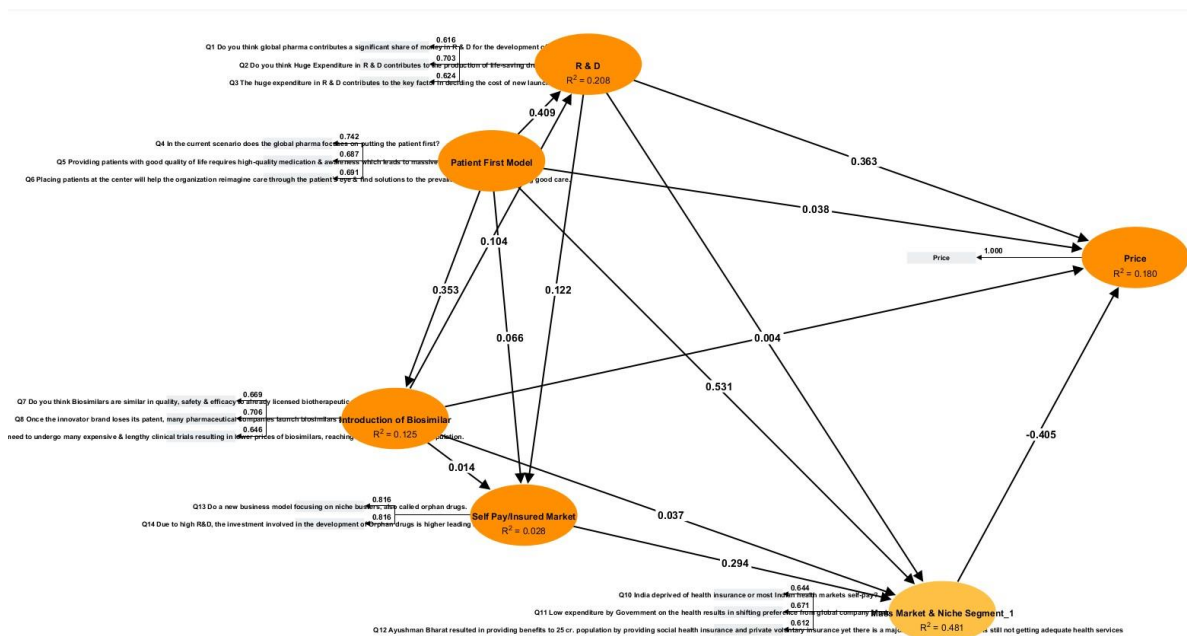 0.616
Q1 Do you think global pharma contributes a significant share of money in R & D for the development of
0.703
Q2 Do you think Huge Expenditure in R & D contributes to the production of life-saving dr
0.624
Q3 The huge expenditure in R & D contributes to the key factor in deciding the cost of new launc
R & D
R² = 0.208
0.409
0.742
Q4 In the current scenario does the global pharma focuses on putting the patient first?
0.687
Q5 Providing patients with good quality of life requires high-quality medication & awareness which leads to massive
0.691
Q6 Placing patients at the center will help the organization reimagine care through the patient's eye & find solutions to the preva good care.
Patient First Model
0.363
0.038
0.104
0.353
0.122
0.066
1.000
Price
Price
R² = 0.180
0.004
0.531
-0.405
0.669
Q7 Do you think Biosimilars are similar in quality, safety & efficacy to already licensed biotherapeutic
0.706
Q8 Once the innovator brand loses its patent, many pharmaceutical companies launch biosimilars
0.646
need to undergo many expensive & lengthy clinical trials resulting in lower prices of biosimilars, reaching
Introduction of Biosimilar
R² = 0.125
0.014
0.816
Q13 Do a new business model focusing on niche busters, also called orphan drugs.
0.816
Q14 Due to high R&D, the investment involved in the development of Orphan drugs is higher leading
Self Pay/Insured Market
R² = 0.028
0.037
0.294
0.644
Q10 India deprived of health insurance or most Indian health markets self-pay?
0.671
Q11 Low expenditure by Government on the health results in shifting preference from global company
0.612
Q12 Ayushman Bharat resulted in providing benefits to 25 cr. population by providing social health insurance and private voluntary insurance yet there is a maj still not getting adequate health services
Mass Market & Niche Segment_1
R² = 0.481